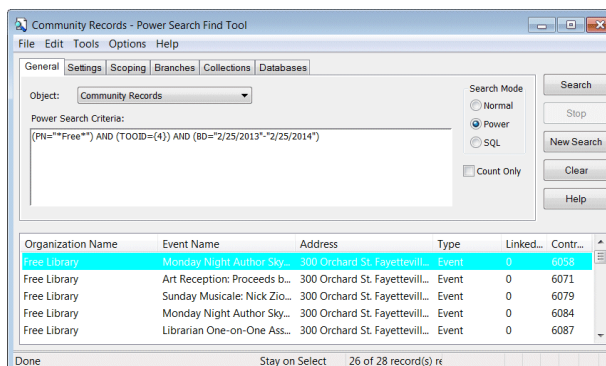 Community Records - Power Search Find Tool
File Edit Tools Options Help
General Settings Scoping Branches Collections Databases
Object: Community Records
Power Search Criteria:
(PN="*Free*") AND (TOOID={4}) AND (BD="2/25/2013"-"2/25/2014")
Search Mode
Normal
Power
SQL
Count Only
Search
Stop
New Search
Clear
Help
Organization Name Event Name Address Type Linked... Contr...
Free Library Monday Night Author Sky... 300 Orchard St. Fayettevill... Event 0 6058
Free Library Art Reception: Proceeds b... 300 Orchard St. Fayettevill... Event 0 6071
Free Library Sunday Musicale: Nick Zio... 300 Orchard St. Fayettevill... Event 0 6079
Free Library Monday Night Author Sky... 300 Orchard St. Fayettevill... Event 0 6084
Free Library Librarian One-on-One Ass... 300 Orchard St. Fayettevill... Event 0 6087
Done Stay on Select 26 of 28 record(s) re